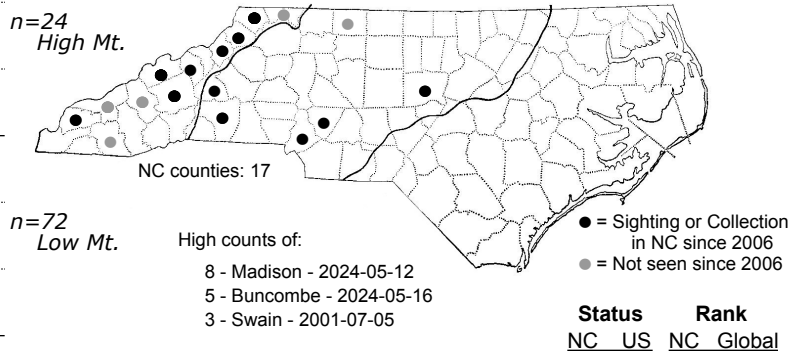 n=24
High Mt.
NC counties: 17
n=72
Low Mt.
High counts of:
8 - Madison - 2024-05-12
5 - Buncombe - 2024-05-16
3 - Swain - 2001-07-05
= Sighting or Collection
in NC since 2006
= Not seen since 2006
Status Rank
NC US NC Global